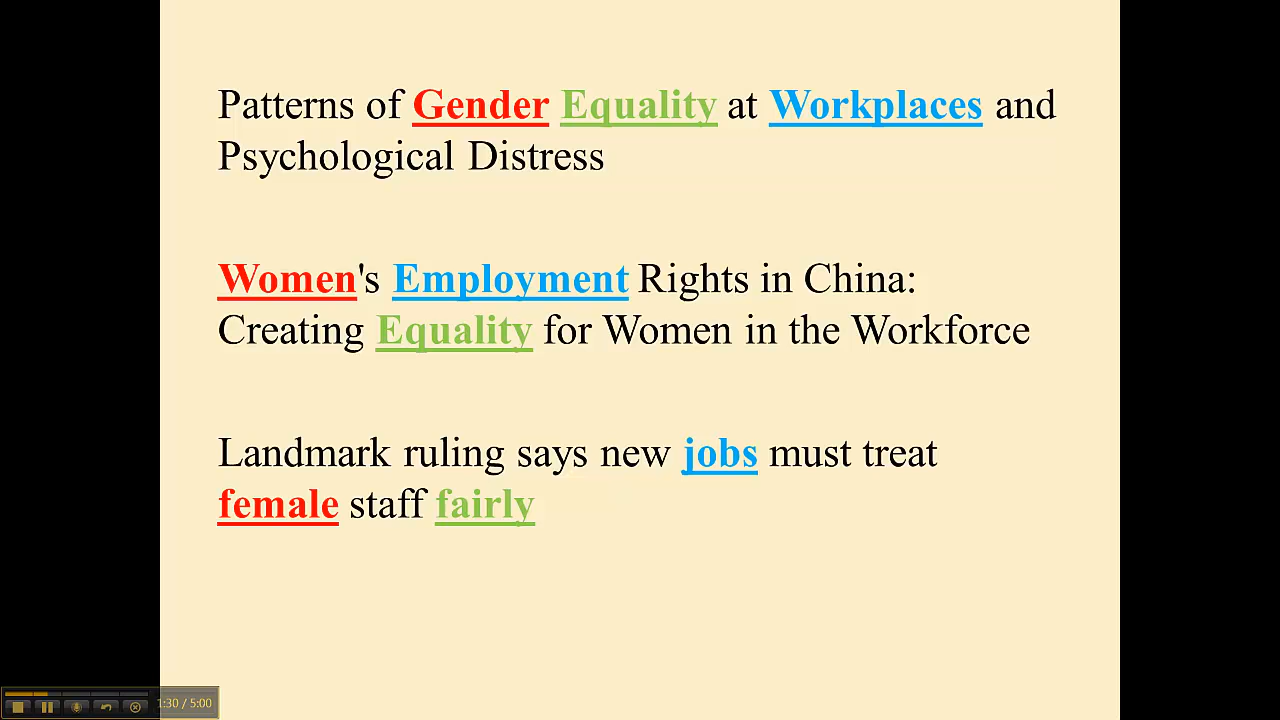 Patterns of Gender Equality at Workplaces and
Psychological Distress
Women's Employment Rights in China:
Creating Equality for Women in the Workforce
Landmark ruling says new jobs must treat
female staff fairly
1:30 / 5:00